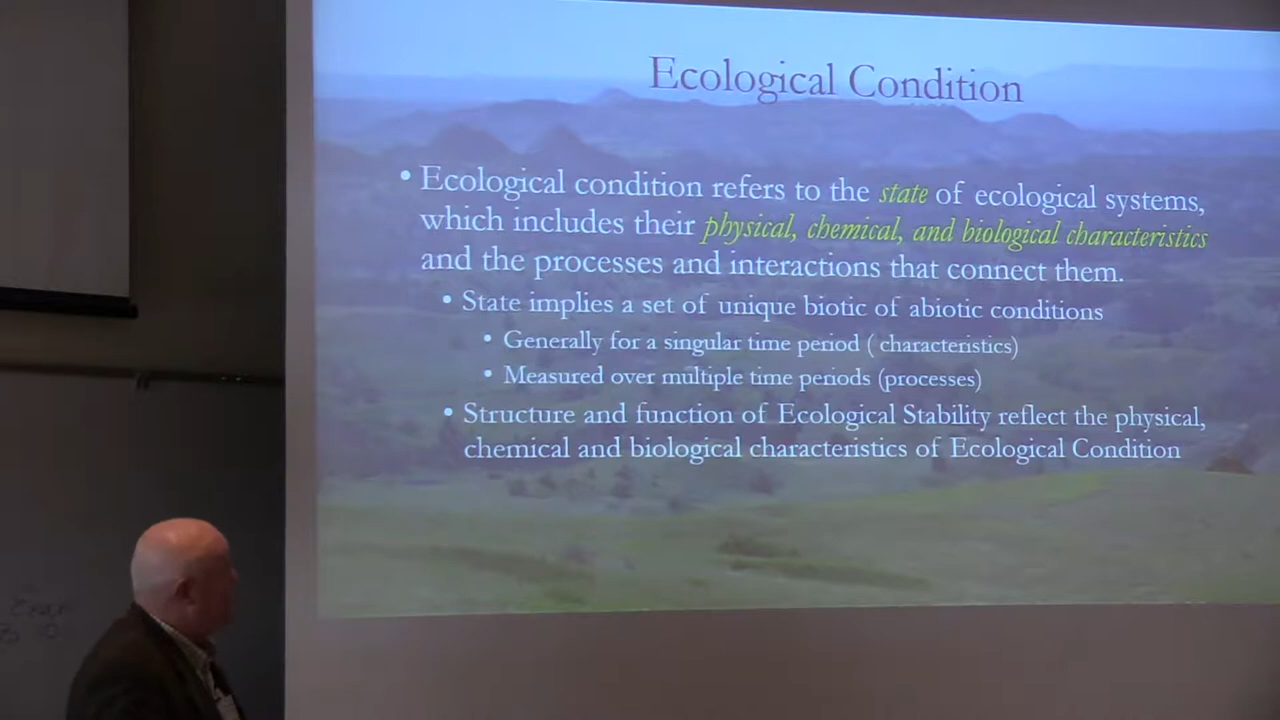 Ecological Condition
• Ecological condition refers to the state of ecological systems,
which includes their physical, chemical, and biological characteristics
and the processes and interactions that connect them.
• State implies a set of unique biotic of abiotic conditions
• Generally for a singular time period ( characteristics)
• Measured over multiple time periods (processes)
• Structure and function of Ecological Stability reflect the physical,
chemical and biological characteristics of Ecological Condition